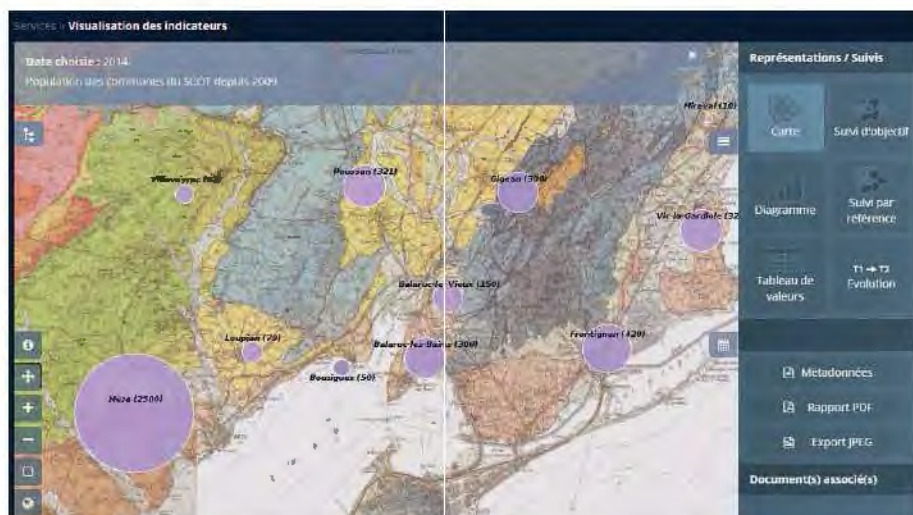 Services » Visualisation des indicateurs
Date choisie : 2014
Population des communes du SCOT depuis 2009
Mireval (10)
Poussan (321)
Gigean (300)
Vic-la-Gardiole (32
Balaruc-le-Vieux (150)
Loupian (79)
Balaruc-les-Bains (300)
Frontignan (420)
Bouzigues (50)
Mèze (2500)
Représentations / Suivis
Carte
Suivi d'objectif
Diagramme
Suivi par
référence
Tableau de
valeurs
T1 → T2
Evolution
Métadonnées
Rapport PDF
Export JPEG
Document(s) associé(s)